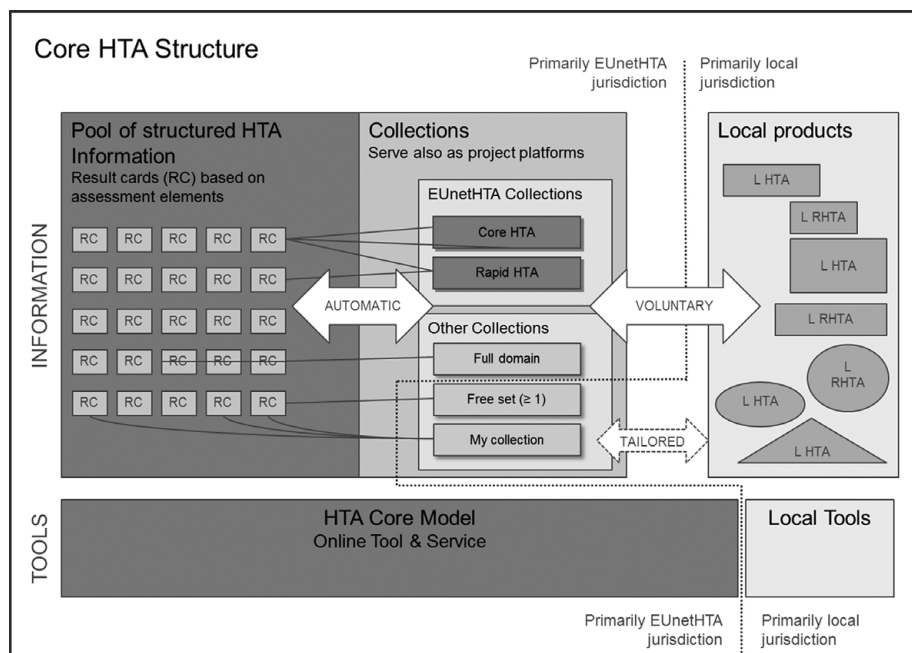 Core HTA Structure
Primarily EUnetHTA
jurisdiction
Primarily local
jurisdiction
INFORMATION
Pool of structured HTA
Information
Result cards (RC) based on
assessment elements
RC RC RC RC RC
RC RC RC RC RC
RC RC RC RC RC
RC RC RC RC RC
RC RC RC RC RC
AUTOMATIC
Collections
Serve also as project platforms
EUnetHTA Collections
Core HTA
Rapid HTA
Other Collections
Full domain
Free set (≥ 1)
My collection
VOLUNTARY
TAILORED
Local products
L HTA
L RHTA
L HTA
L RHTA
L
RHTA
L HTA
L HTA
TOOLS
HTA Core Model
Online Tool & Service
Local Tools
Primarily EUnetHTA
jurisdiction
Primarily local
jurisdiction